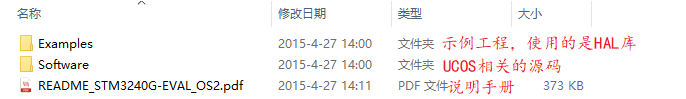 名称 修改日期 类型 大小
Examples 2015-4-27 14:00 文件夹 示例工程，使用的是HAL库
Software 2015-4-27 14:00 文件夹 UCOS相关的源码
README_STM3240G-EVAL_OS2.pdf 2015-4-27 14:11 PDF 文件 说明手册 373 KB